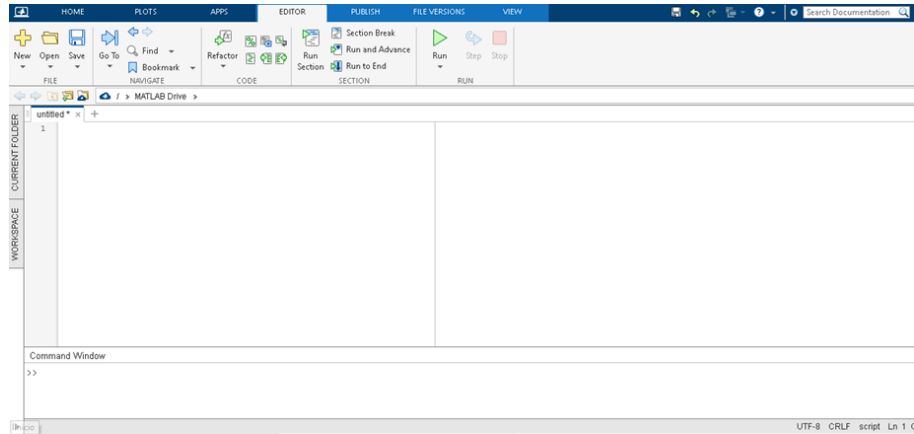 HOME PLOTS APPS EDITOR PUBLISH FILE VERSIONS VIEW Search Documentation
New Open Save Go To Find Bookmark Refactor Run Section Section Break Run and Advance Run to End Run Step Stop
FILE NAVIGATE CODE SECTION RUN
/ > MATLAB Drive >
CURRENT FOLDER
WORKSPACE
untitled * × +
1
Command Window
>>
UTF-8 CRLF script Ln 1